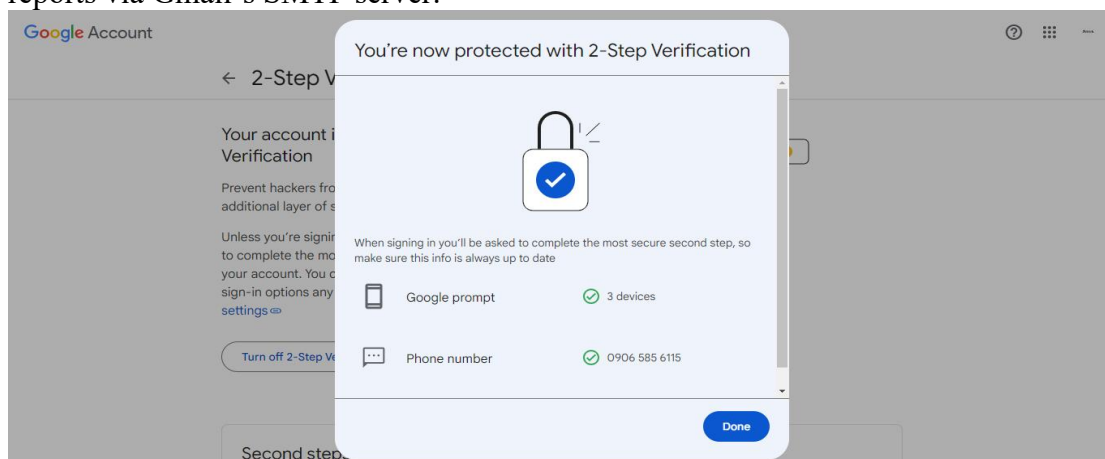 reports via Gmail's SMTP server.
Google Account
2-Step V
Your account i
Verification
Prevent hackers fro
additional layer of s
Unless you're signin
to complete the mo
your account. You c
sign-in options any
settings
Turn off 2-Step Ve
Second step
You're now protected with 2-Step Verification
When signing in you'll be asked to complete the most secure second step, so
make sure this info is always up to date
Google prompt
3 devices
Phone number
0906 585 6115
Done